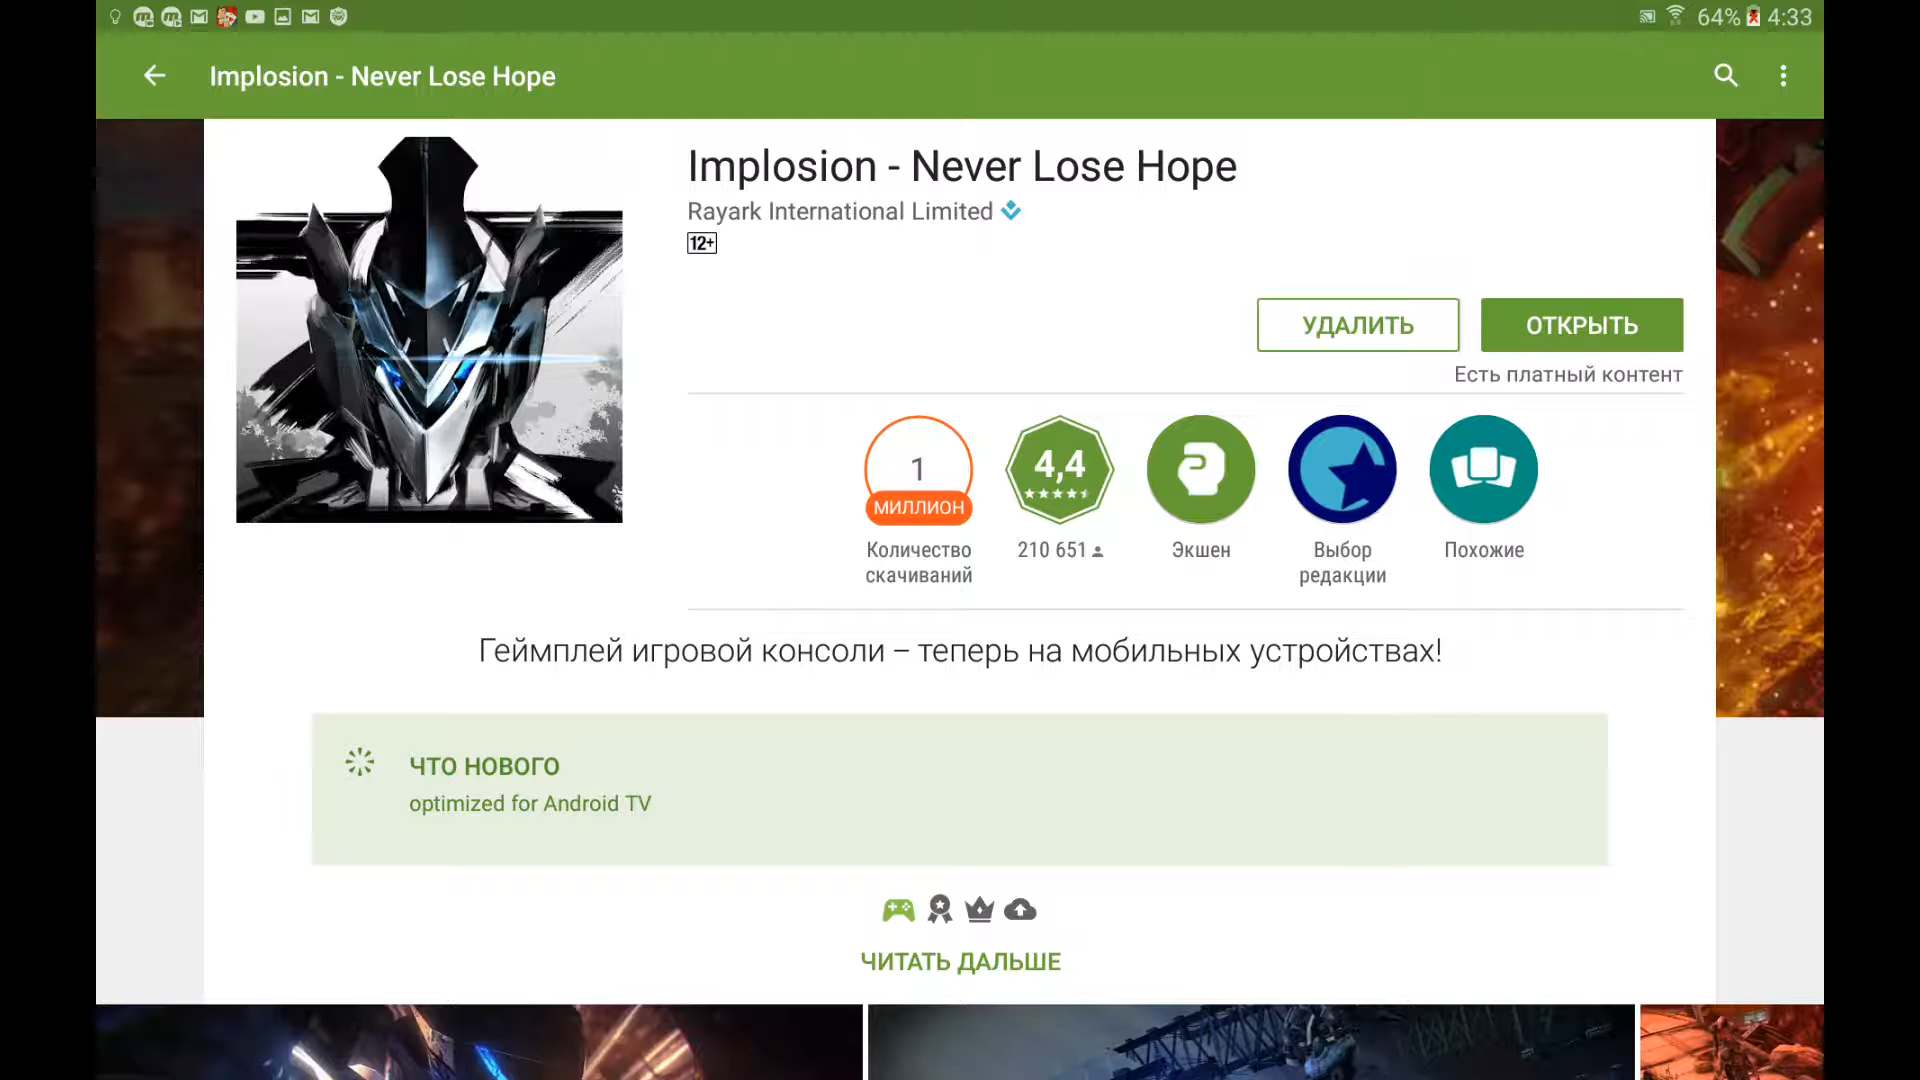 64% 4:33
Implosion - Never Lose Hope
Implosion - Never Lose Hope
Rayark International Limited
12+
УДАЛИТЬ
ОТКРЫТЬ
Есть платный контент
1
МИЛЛИОН
Количество
скачиваний
4,4
210 651
Экшен
Выбор
редакции
Похожие
Геймплей игровой консоли – теперь на мобильных устройствах!
ЧТО НОВОГО
optimized for Android TV
ЧИТАТЬ ДАЛЬШЕ